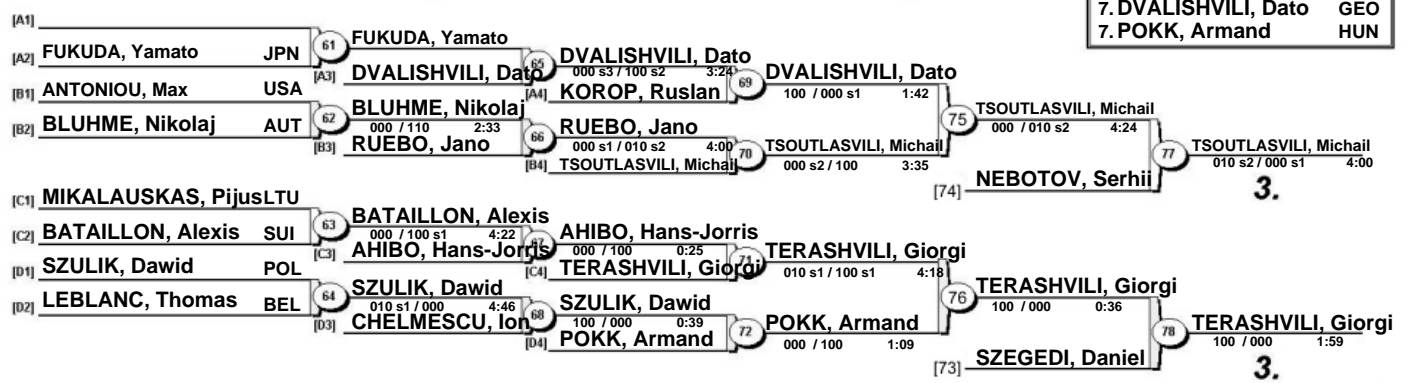 7. DVALISHVILI, Dato GEO
7. POKK, Armand HUN
[A1]
[A2] FUKUDA, Yamato JPN
61
FUKUDA, Yamato
[A3] DVALISHVILI, Dato
65
DVALISHVILI, Dato
000 s3 / 100 s2 3:24
[A4] KOROP, Ruslan
69
DVALISHVILI, Dato
100 / 000 s1 1:42
[B1] ANTONIOU, Max USA
[B2] BLUHME, Nikolaj AUT
62
BLUHME, Nikolaj
000 / 110 2:33
[B3] RUEBO, Jano
66
RUEBO, Jano
000 s1 / 010 s2 4:00
[B4] TSOUTLASVILI, Michail
70
TSOUTLASVILI, Michail
000 s2 / 100 3:35
75
TSOUTLASVILI, Michail
000 / 010 s2 4:24
[74] NEBOTOV, Serhii
77
TSOUTLASVILI, Michail
010 s2 / 000 s1 4:00
3.
[C1] MIKALAUSKAS, Pijus LTU
[C2] BATAILLON, Alexis SUI
63
BATAILLON, Alexis
000 / 100 s1 4:22
[C3] AHIBO, Hans-Jorris
67
AHIBO, Hans-Jorris
000 / 100 0:25
[C4] TERASHVILI, Giorgi
71
TERASHVILI, Giorgi
010 s1 / 100 s1 4:18
[D1] SZULIK, Dawid POL
[D2] LEBLANC, Thomas BEL
64
SZULIK, Dawid
010 s1 / 000 4:46
[D3] CHELMESCU, Ion
68
SZULIK, Dawid
100 / 000 0:39
[D4] POKK, Armand
72
POKK, Armand
000 / 100 1:09
76
TERASHVILI, Giorgi
100 / 000 0:36
[73] SZEGEDI, Daniel
78
TERASHVILI, Giorgi
100 / 000 1:59
3.